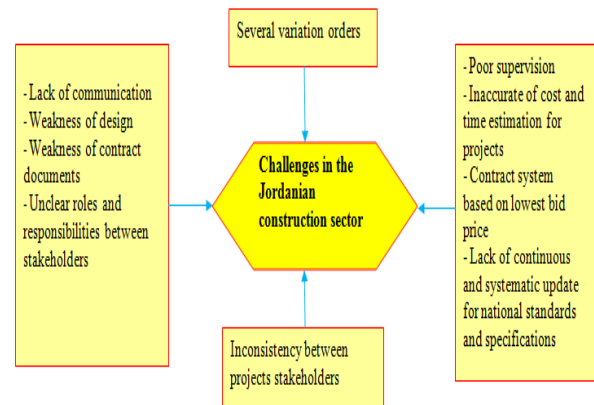 Several variation orders
- Lack of communication
- Weakness of design
- Weakness of contract
documents
- Unclear roles and
responsibilities between
stakeholders
Challenges in the
Jordanian
construction sector
- Poor supervision
- Inaccurate of cost and
time estimation for
projects
- Contract system
based on lowest bid
price
- Lack of continuous
and systematic update
for national standards
and specifications
Inconsistency between
projects stakeholders